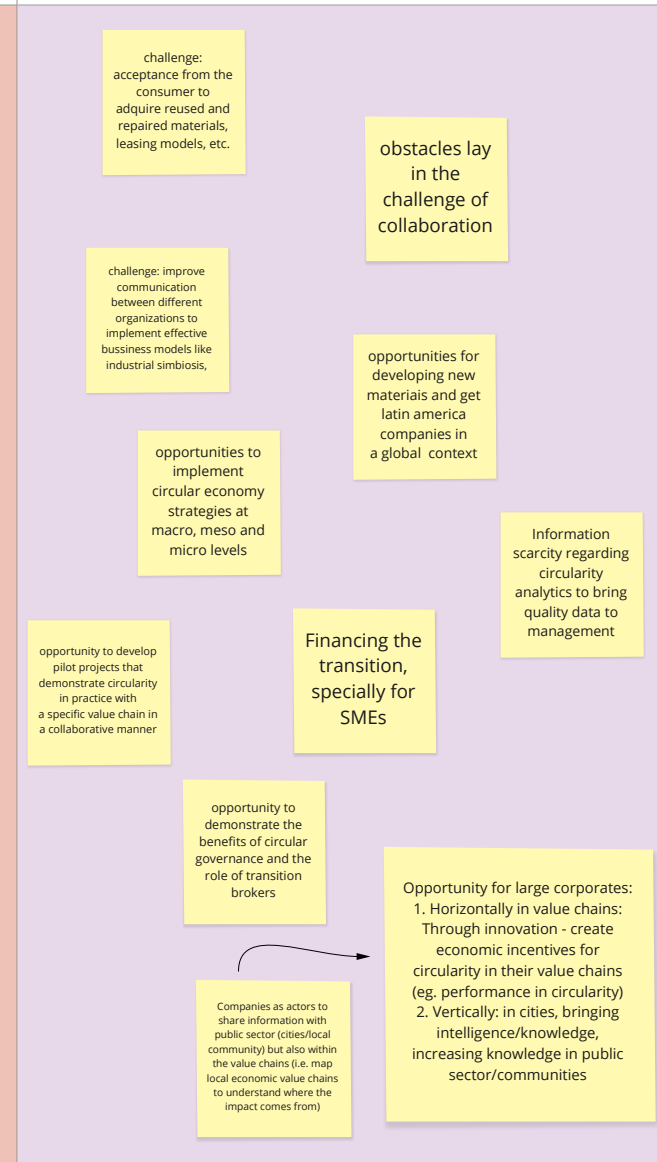 challenge:
acceptance from the
consumer to
adquire reused and
repaired materials,
leasing models, etc.
obstacles lay
in the
challenge of
collaboration
challenge: improve
communication
between different
organizations to
implement effective
bussiness models like
industrial simbiosis,
opportunities for
developing new
materiais and get
latin america
companies in
a global context
opportunities to
implement
circular economy
strategies at
macro, meso and
micro levels
Information
scarcity regarding
circularity
analytics to bring
quality data to
management
Financing the
transition,
specially for
SMEs
opportunity to develop
pilot projects that
demonstrate circularity
in practice with
a specific value chain in
a collaborative manner
opportunity to
demonstrate the
benefits of circular
governance and the
role of transition
brokers
Opportunity for large corporates:
1. Horizontally in value chains:
Through innovation - create
economic incentives for
circularity in their value chains
(eg. performance in circularity)
2. Vertically: in cities, bringing
intelligence/knowledge,
increasing knowledge in public
sector/communities
Companies as actors to
share information with
public sector (cities/local
community) but also within
the value chains (i.e. map
local economic value chains
to understand where the
impact comes from)